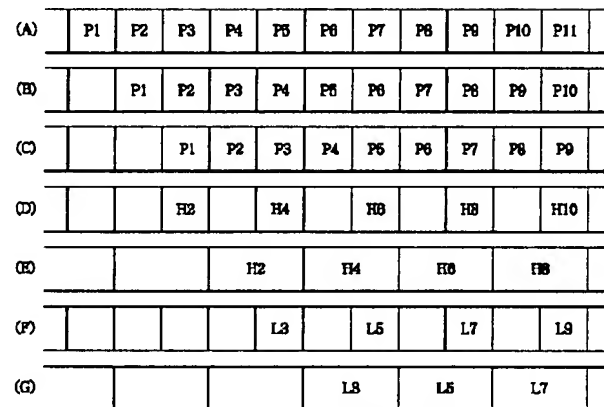 (A) P1 P2 P3 P4 P5 P6 P7 P8 P9 P10 P11
(B) P1 P2 P3 P4 P5 P6 P7 P8 P9 P10
(C) P1 P2 P3 P4 P5 P6 P7 P8 P9
(D) H2 H4 H6 H8 H10
(E) H2 H4 H6 H8
(F) L3 L5 L7 L9
(G) L3 L5 L7